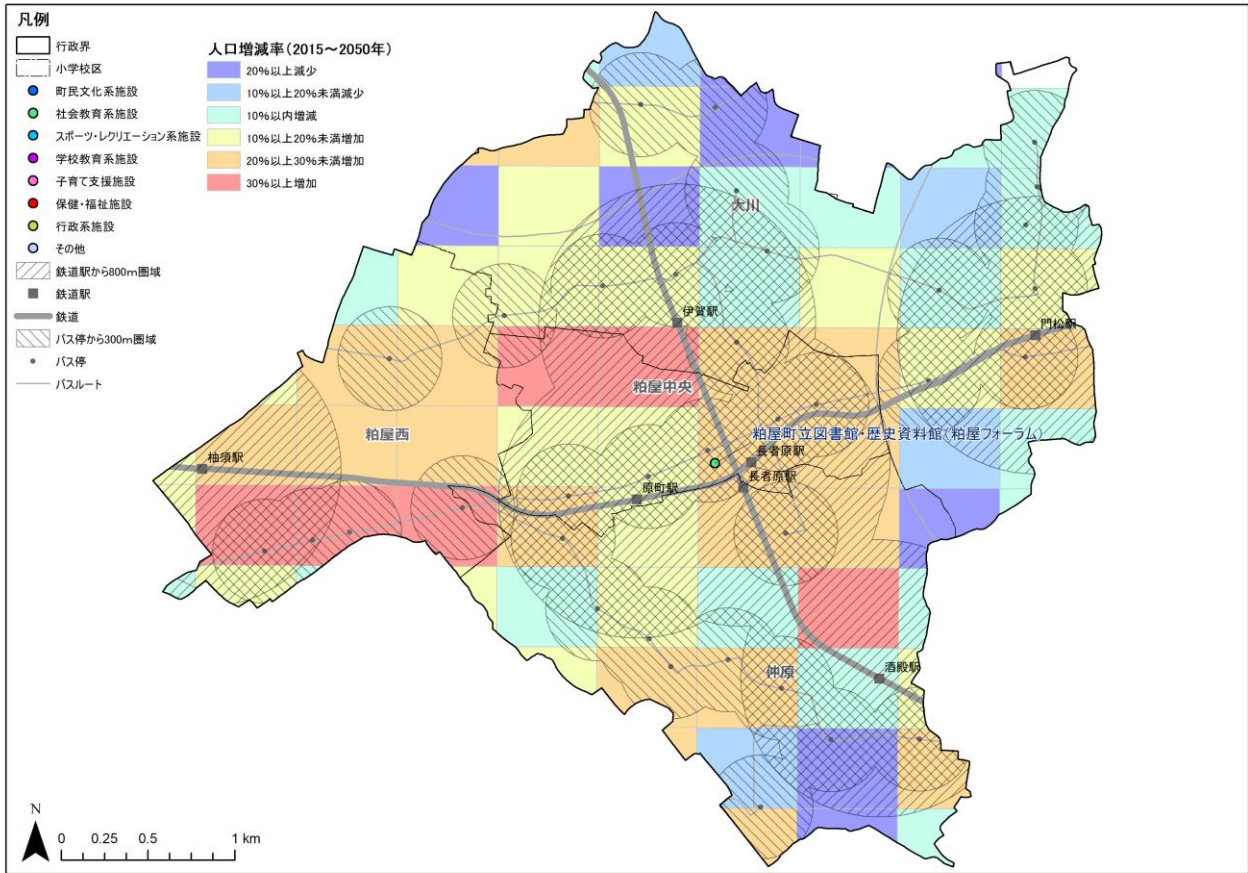 凡例
行政界
小学校区
町民文化系施設
社会教育系施設
スポーツ・レクリエーション系施設
学校教育系施設
子育て支援施設
保健・福祉施設
行政系施設
その他
鉄道駅から800m圏域
鉄道駅
鉄道
バス停から300m圏域
バス停
バスルート
人口増減率(2015~2050年)
20%以上減少
10%以上20%未満減少
10%以内増減
10%以上20%未満増加
20%以上30%未満増加
30%以上増加
大川
伊賀駅
門松駅
粕屋中央
粕屋西
粕屋町立図書館・歴史資料館(粕屋フォーラム)
柚須駅
長者原駅
長者原駅
原町駅
仲原
酒殿駅
N
0 0.25 0.5 1 km